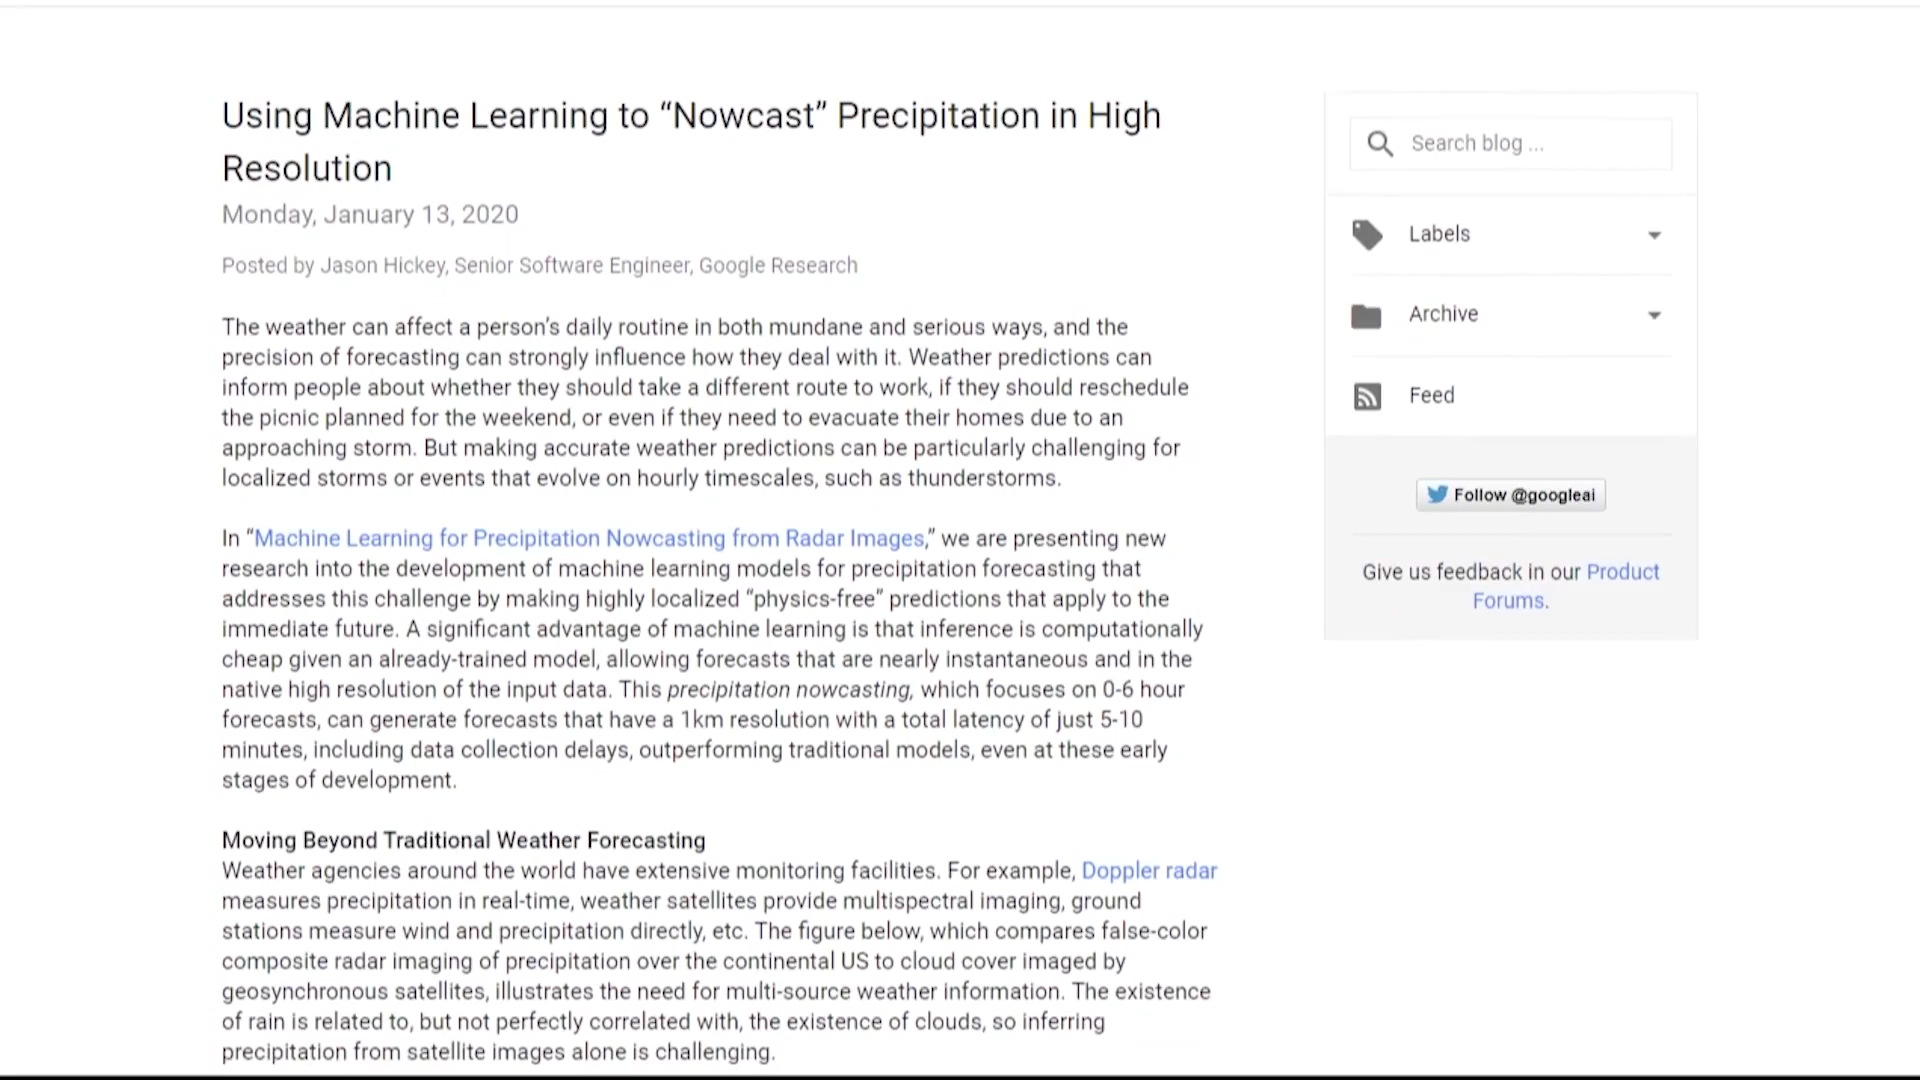 Using Machine Learning to “Nowcast” Precipitation in High
Resolution
Monday, January 13, 2020
Posted by Jason Hickey, Senior Software Engineer, Google Research
The weather can affect a person’s daily routine in both mundane and serious ways, and the
precision of forecasting can strongly influence how they deal with it. Weather predictions can
inform people about whether they should take a different route to work, if they should reschedule
the picnic planned for the weekend, or even if they need to evacuate their homes due to an
approaching storm. But making accurate weather predictions can be particularly challenging for
localized storms or events that evolve on hourly timescales, such as thunderstorms.
In “Machine Learning for Precipitation Nowcasting from Radar Images,” we are presenting new
research into the development of machine learning models for precipitation forecasting that
addresses this challenge by making highly localized “physics-free” predictions that apply to the
immediate future. A significant advantage of machine learning is that inference is computationally
cheap given an already-trained model, allowing forecasts that are nearly instantaneous and in the
native high resolution of the input data. This precipitation nowcasting, which focuses on 0-6 hour
forecasts, can generate forecasts that have a 1km resolution with a total latency of just 5-10
minutes, including data collection delays, outperforming traditional models, even at these early
stages of development.
Moving Beyond Traditional Weather Forecasting
Weather agencies around the world have extensive monitoring facilities. For example, Doppler radar
measures precipitation in real-time, weather satellites provide multispectral imaging, ground
stations measure wind and precipitation directly, etc. The figure below, which compares false-color
composite radar imaging of precipitation over the continental US to cloud cover imaged by
geosynchronous satellites, illustrates the need for multi-source weather information. The existence
of rain is related to, but not perfectly correlated with, the existence of clouds, so inferring
precipitation from satellite images alone is challenging.
Search blog ...
Labels
Archive
Feed
Follow @googleai
Give us feedback in our Product
Forums.